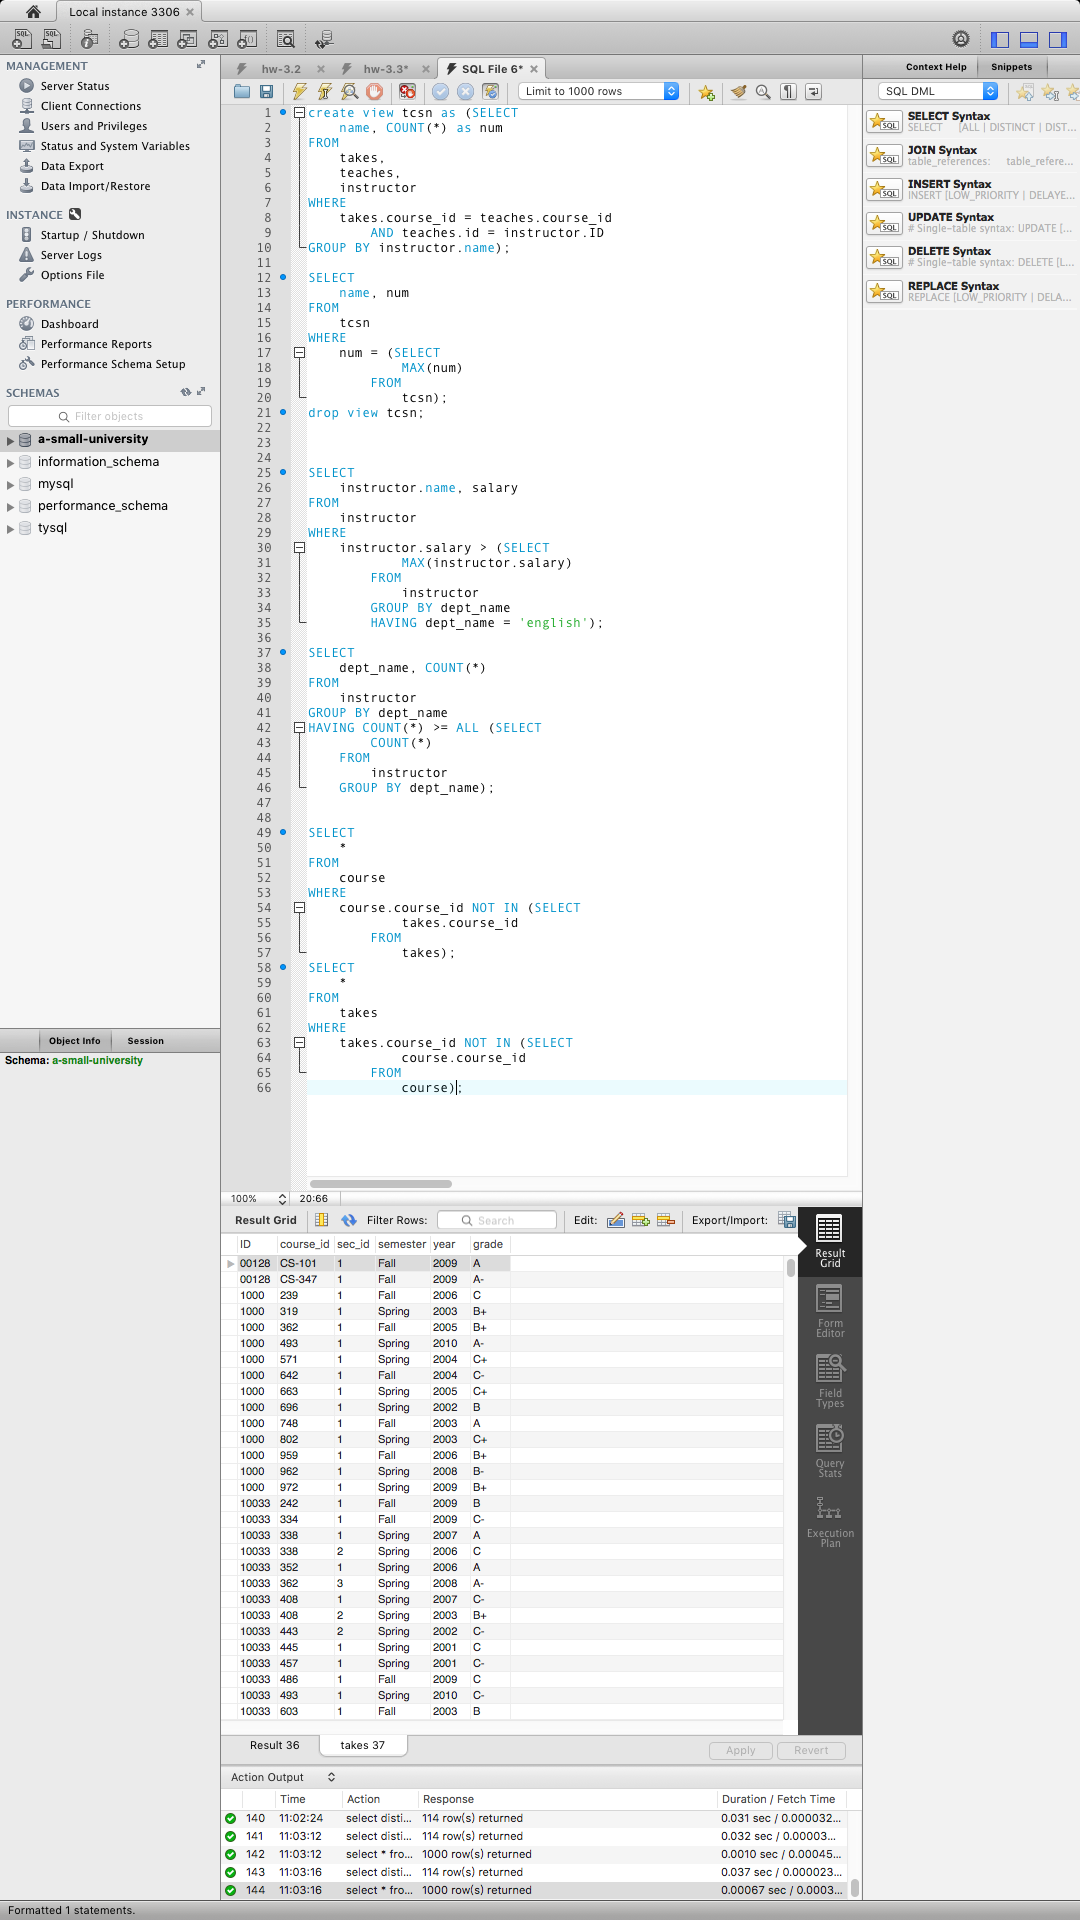 Local instance 3306
MANAGEMENT
Server Status
Client Connections
Users and Privileges
Status and System Variables
Data Export
Data Import/Restore
INSTANCE
Startup / Shutdown
Server Logs
Options File
PERFORMANCE
Dashboard
Performance Reports
Performance Schema Setup
SCHEMAS
Filter objects
a-small-university
information_schema
mysql
performance_schema
tysql
Object Info Session
Schema: a-small-university
hw-3.2 hw-3.3* SQL File 6*
Limit to 1000 rows
1 create view tcsn as (SELECT
2 name, COUNT(*) as num
3 FROM
4 takes,
5 teaches,
6 instructor
7 WHERE
8 takes.course_id = teaches.course_id
9 AND teaches.id = instructor.ID
10 GROUP BY instructor.name);
11
12 SELECT
13 name, num
14 FROM
15 tcsn
16 WHERE
17 num = (SELECT
18 MAX(num)
19 FROM
20 tcsn);
21 drop view tcsn;
22
23
24
25 SELECT
26 instructor.name, salary
27 FROM
28 instructor
29 WHERE
30 instructor.salary > (SELECT
31 MAX(instructor.salary)
32 FROM
33 instructor
34 GROUP BY dept_name
35 HAVING dept_name = 'english');
36
37 SELECT
38 dept_name, COUNT(*)
39 FROM
40 instructor
41 GROUP BY dept_name
42 HAVING COUNT(*) >= ALL (SELECT
43 COUNT(*)
44 FROM
45 instructor
46 GROUP BY dept_name);
47
48
49 SELECT
50 *
51 FROM
52 course
53 WHERE
54 course.course_id NOT IN (SELECT
55 takes.course_id
56 FROM
57 takes);
58 SELECT
59 *
60 FROM
61 takes
62 WHERE
63 takes.course_id NOT IN (SELECT
64 course.course_id
65 FROM
66 course);
100% 20:66
Context Help Snippets
SQL DML
SELECT Syntax
SELECT [ALL | DISTINCT | DIST...
JOIN Syntax
table_references: table_refere...
INSERT Syntax
INSERT [LOW_PRIORITY | DELAYE...
UPDATE Syntax
# Single-table syntax: UPDATE [...
DELETE Syntax
# Single-table syntax: DELETE [L...
REPLACE Syntax
REPLACE [LOW_PRIORITY | DELA...
Result Grid Filter Rows: Search Edit: Export/Import:
ID course_id sec_id semester year grade
00128 CS-101 1 Fall 2009 A
00128 CS-347 1 Fall 2009 A-
1000 239 1 Fall 2006 C
1000 319 1 Spring 2003 B+
1000 362 1 Fall 2005 B+
1000 493 1 Spring 2010 A-
1000 571 1 Spring 2004 C+
1000 642 1 Fall 2004 C-
1000 663 1 Spring 2005 C+
1000 696 1 Spring 2002 B
1000 748 1 Fall 2003 A
1000 802 1 Spring 2003 C+
1000 959 1 Fall 2006 B+
1000 962 1 Spring 2008 B-
1000 972 1 Spring 2009 B+
10033 242 1 Fall 2009 B
10033 334 1 Fall 2009 C-
10033 338 1 Spring 2007 A
10033 338 2 Spring 2006 C
10033 352 1 Spring 2006 A
10033 362 3 Spring 2008 A-
10033 408 1 Spring 2007 C-
10033 408 2 Spring 2003 B+
10033 443 2 Spring 2002 C-
10033 445 1 Spring 2001 C
10033 457 1 Spring 2001 C-
10033 486 1 Fall 2009 C
10033 493 1 Spring 2010 C-
10033 603 1 Fall 2003 B
Result Grid
Form Editor
Field Types
Query Stats
Execution Plan
Result 36 takes 37 Apply Revert
Action Output
Time Action Response Duration / Fetch Time
140 11:02:24 select disti... 114 row(s) returned 0.031 sec / 0.000032...
141 11:03:12 select disti... 114 row(s) returned 0.032 sec / 0.00003...
142 11:03:12 select * fro... 1000 row(s) returned 0.0010 sec / 0.00045...
143 11:03:16 select disti... 114 row(s) returned 0.037 sec / 0.000023...
144 11:03:16 select * fro... 1000 row(s) returned 0.00067 sec / 0.0003...
Formatted 1 statements.